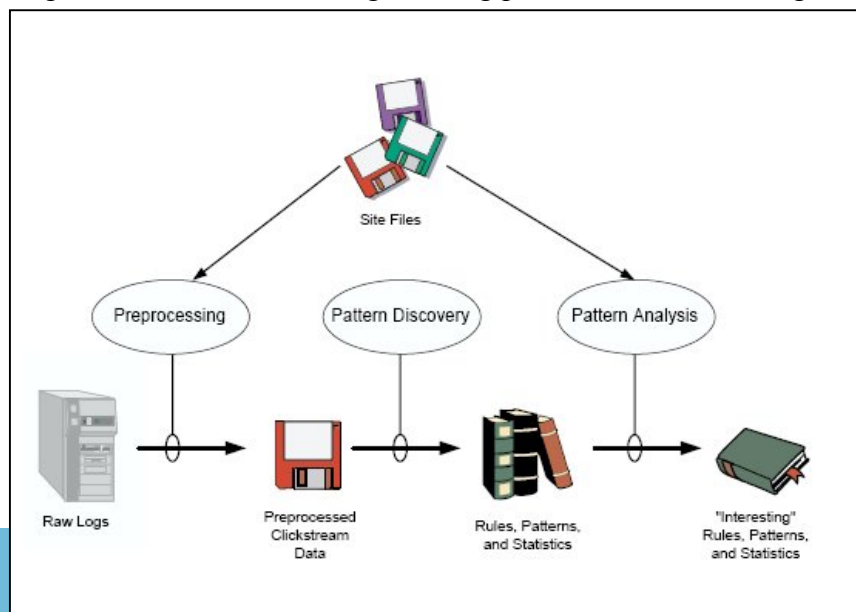 Site Files
Preprocessing
Pattern Discovery
Pattern Analysis
Raw Logs
Preprocessed
Clickstream
Data
Rules, Patterns,
and Statistics
"Interesting"
Rules, Patterns,
and Statistics